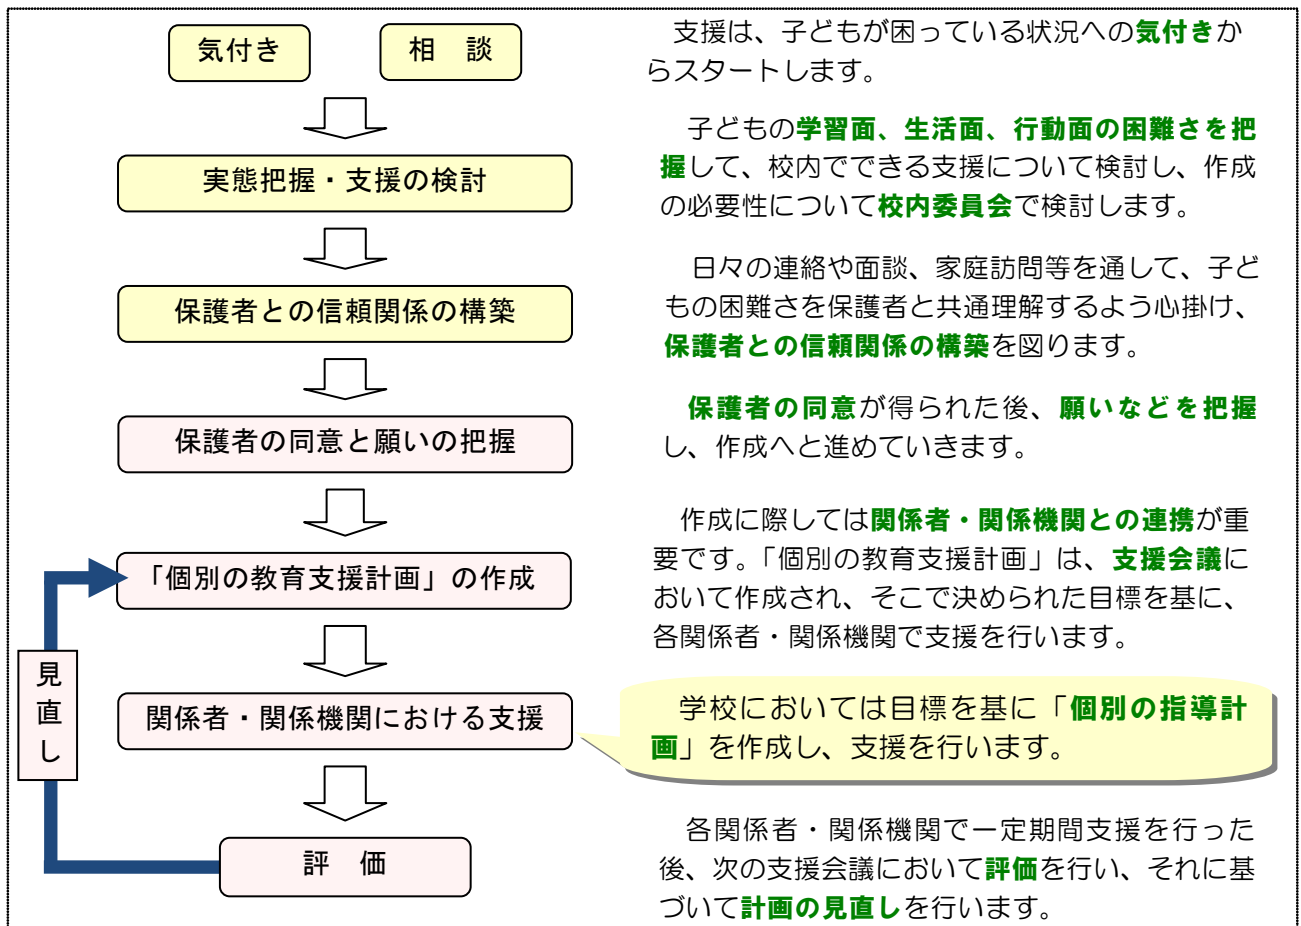 気付き
相　談
実態把握・支援の検討
保護者との信頼関係の構築
保護者の同意と願いの把握
「個別の教育支援計画」の作成
関係者・関係機関における支援
評　価
見直し
支援は、子どもが困っている状況への気付きか
らスタートします。
子どもの学習面、生活面、行動面の困難さを把
握して、校内でできる支援について検討し、作成
の必要性について校内委員会で検討します。
日々の連絡や面談、家庭訪問等を通して、子ど
もの困難さを保護者と共通理解するよう心掛け、
保護者との信頼関係の構築を図ります。
保護者の同意が得られた後、願いなどを把握
し、作成へと進めていきます。
作成に際しては関係者・関係機関との連携が重
要です。「個別の教育支援計画」は、支援会議に
おいて作成され、そこで決められた目標を基に、
各関係者・関係機関で支援を行います。
学校においては目標を基に「個別の指導計
画」を作成し、支援を行います。
各関係者・関係機関で一定期間支援を行った
後、次の支援会議において評価を行い、それに基
づいて計画の見直しを行います。